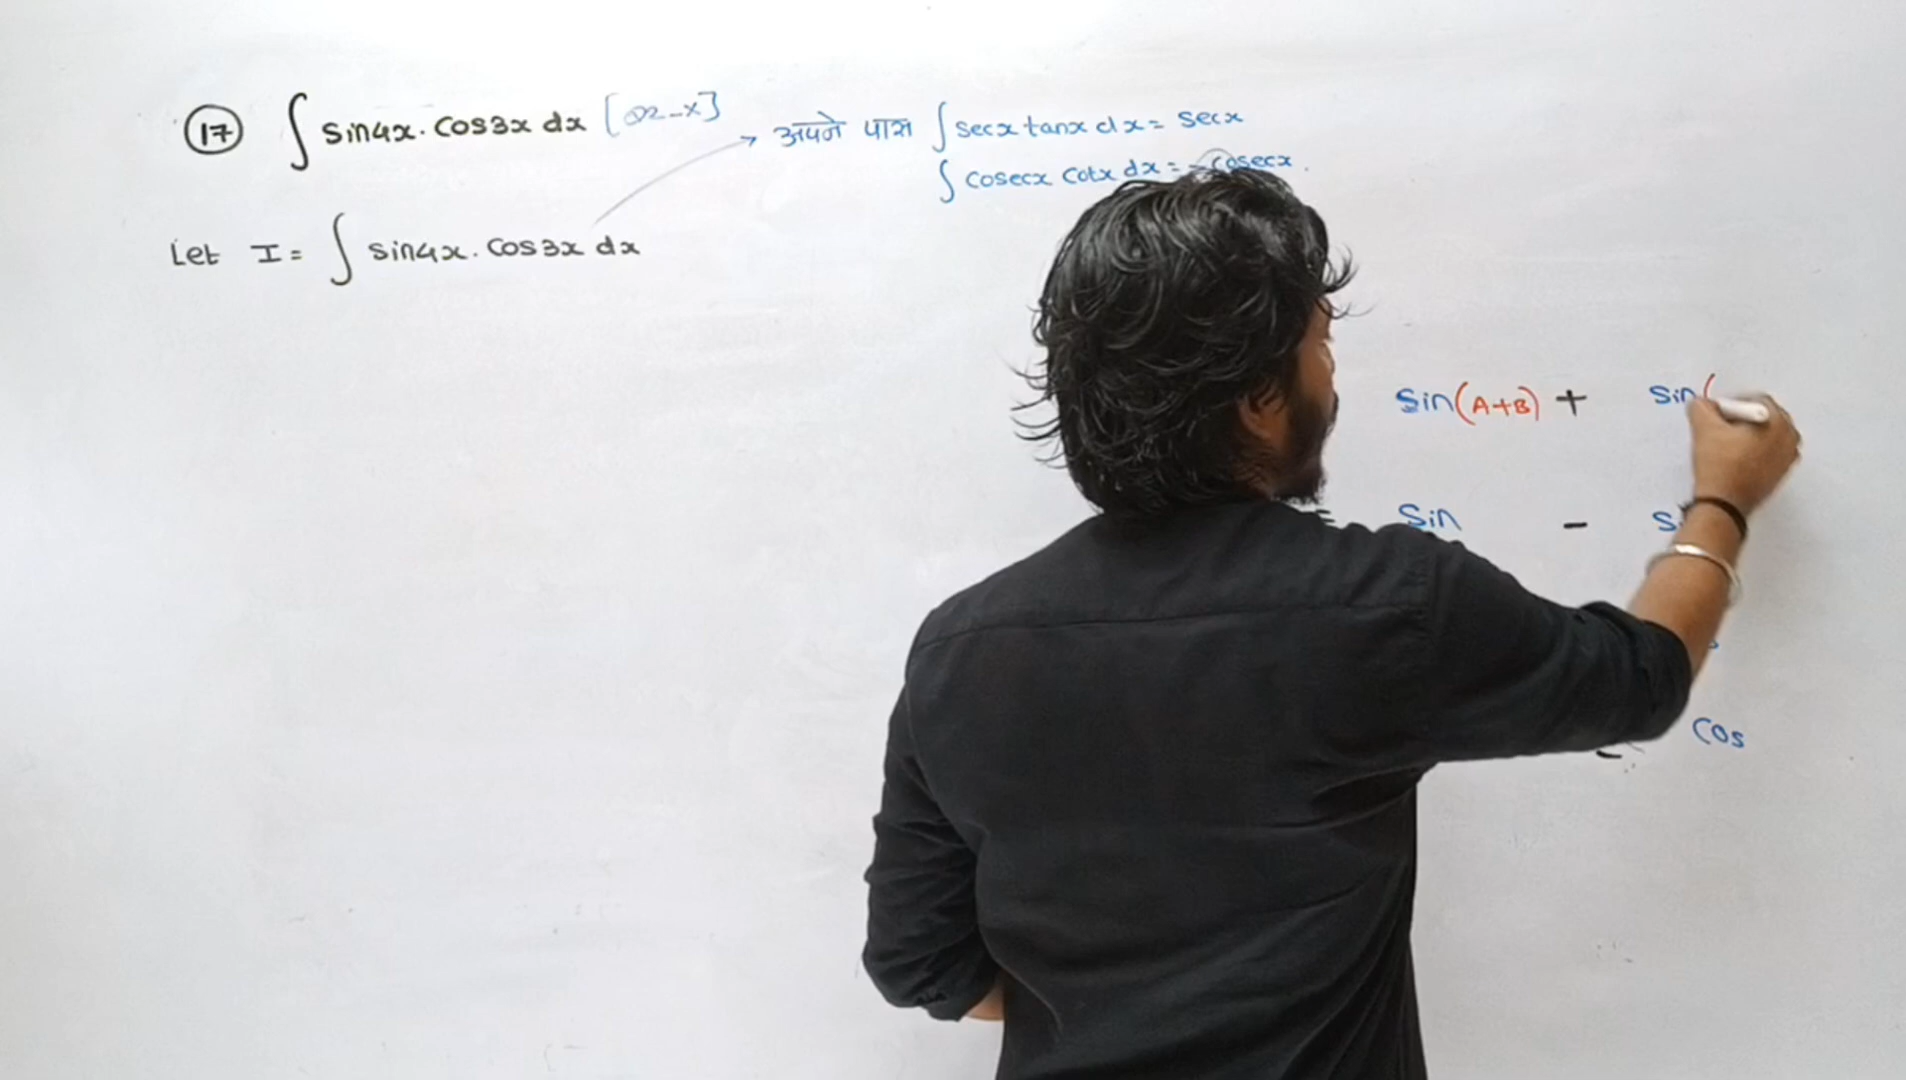 17 ∫ sin4x. cos3x dx
→ अपने पास ∫ secx tanx dx = secx
∫ cosecx cotx dx = -cosecx.
Let I = ∫ sin4x. cos3x dx
sin(A+B) + sin(
= sin -
-
cos